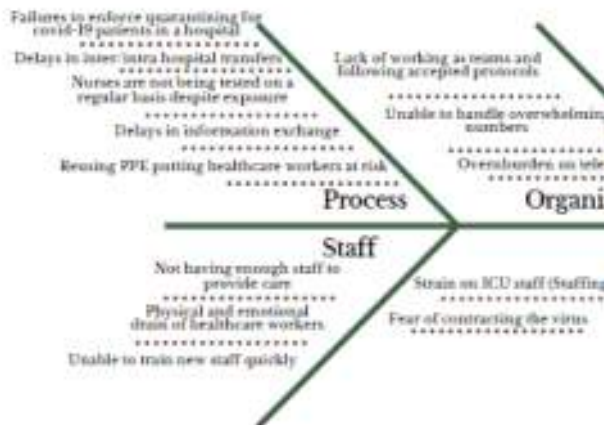 Failures to enforce quarantining for
covid-19 patients in a hospital
Delays in inter/intra hospital transfers
Nurses are not being tested on a
regular basis despite exposure
Delays in information exchange
Reusing PPE putting healthcare workers at risk
Process
Lack of working as teams and
following accepted protocols
Unable to handle overwhelming
numbers
Overburden on tele
Organi
Staff
Not having enough staff to
provide care
Physical and emotional
drain of healthcare workers
Unable to train new staff quickly
Strain on ICU staff (Staffing
Fear of contracting the virus